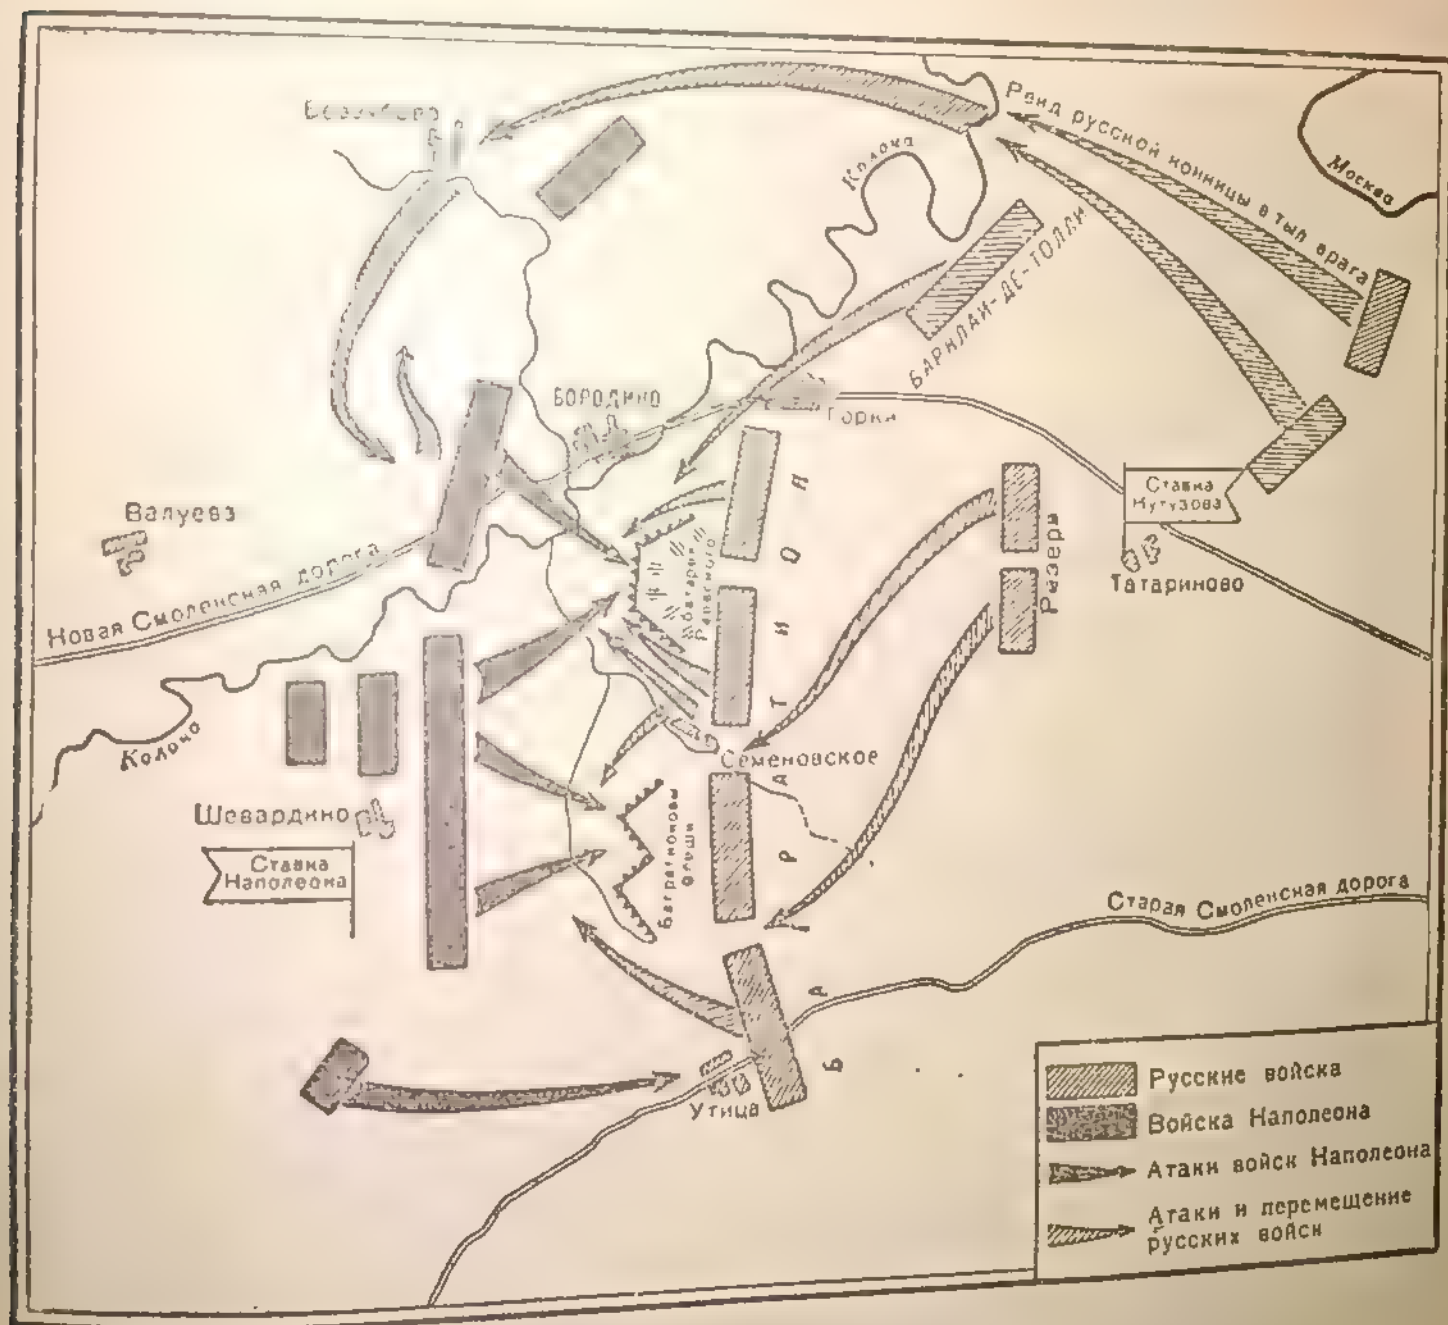 Рейд русской конницы в тыл врага
Москва
Колоча
БАРКЛАЙ-ДЕ-ТОЛЛИ
БОРОДИНО
Горки
Ставка
Кутузова
Татариново
Валуева
Новая Смоленская дорога
Батарея
Раевского
Резерв
Колоча
Семеновское
Шевардино
Ставка
Наполеона
Багратионовы
флеши
БАГРАТИОН
Старая Смоленская дорога
Утица
Русские войска
Войска Наполеона
Атаки войск Наполеона
Атаки и перемещение
русских войск